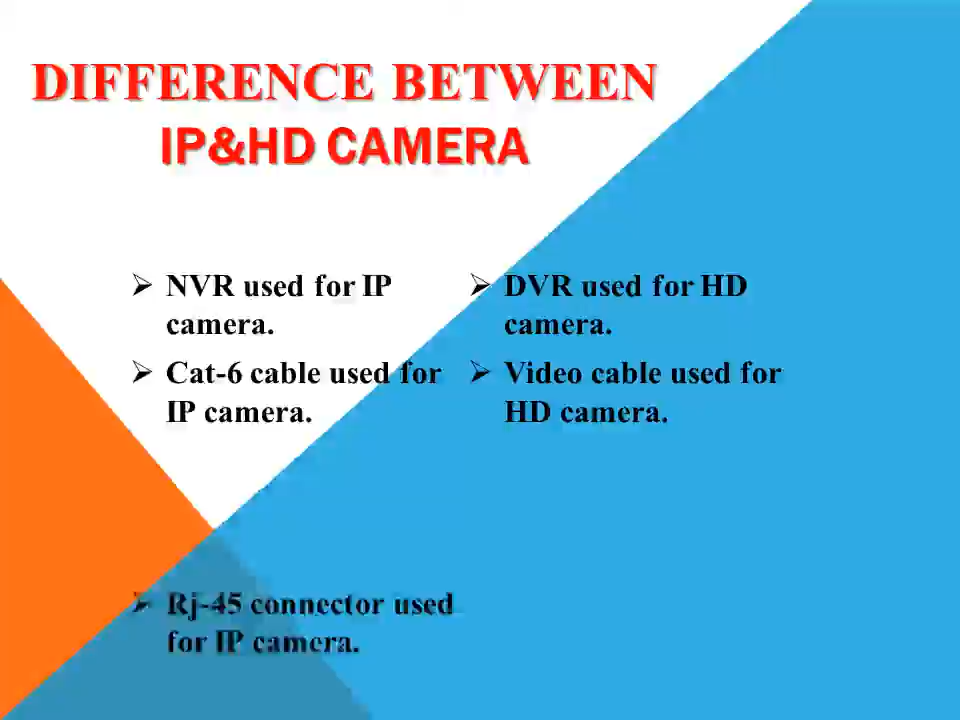 DIFFERENCE BETWEEN
IP&HD CAMERA
➢ NVR used for IP
camera.
➢ Cat-6 cable used for
IP camera.
➢ Rj-45 connector used
for IP camera.
➢ DVR used for HD
camera.
➢ Video cable used for
HD camera.